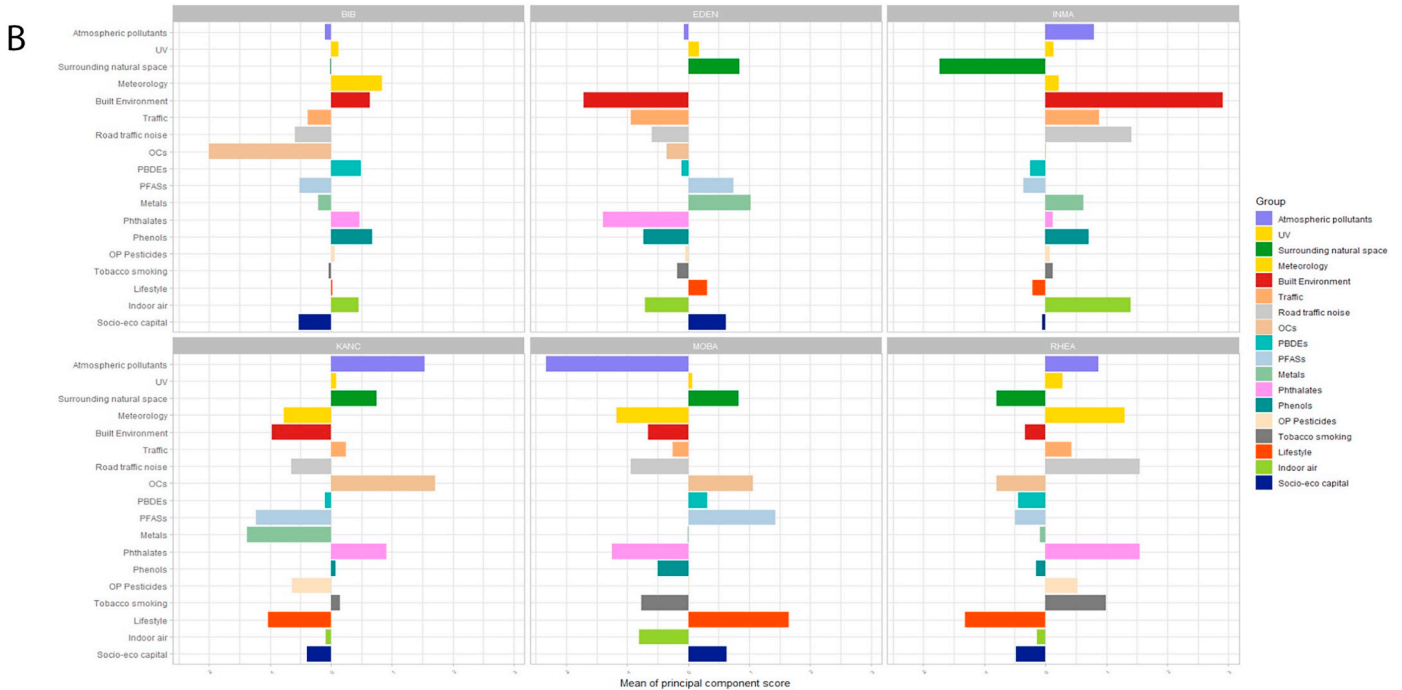 B
BIB EDEN INMA
Atmospheric pollutants
UV
Surrounding natural space
Meteorology
Built Environment
Traffic
Road traffic noise
OCs
PBDEs
PFASs
Metals
Phthalates
Phenols
OP Pesticides
Tobacco smoking
Lifestyle
Indoor air
Socio-eco capital
KANC MOBA RHEA
Atmospheric pollutants
UV
Surrounding natural space
Meteorology
Built Environment
Traffic
Road traffic noise
OCs
PBDEs
PFASs
Metals
Phthalates
Phenols
OP Pesticides
Tobacco smoking
Lifestyle
Indoor air
Socio-eco capital
Mean of principal component score
Group
Atmospheric pollutants
UV
Surrounding natural space
Meteorology
Built Environment
Traffic
Road traffic noise
OCs
PBDEs
PFASs
Metals
Phthalates
Phenols
OP Pesticides
Tobacco smoking
Lifestyle
Indoor air
Socio-eco capital